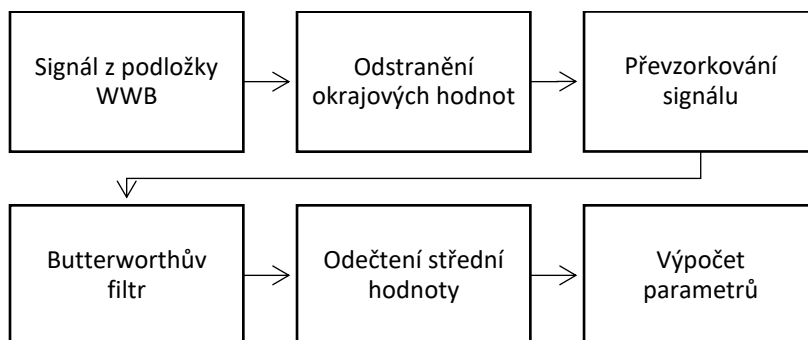 Signál z podložky
WWB
Odstranění
okrajových hodnot
Převzorkování
signálu
Butterworthův
filtr
Odečtení střední
hodnoty
Výpočet
parametrů